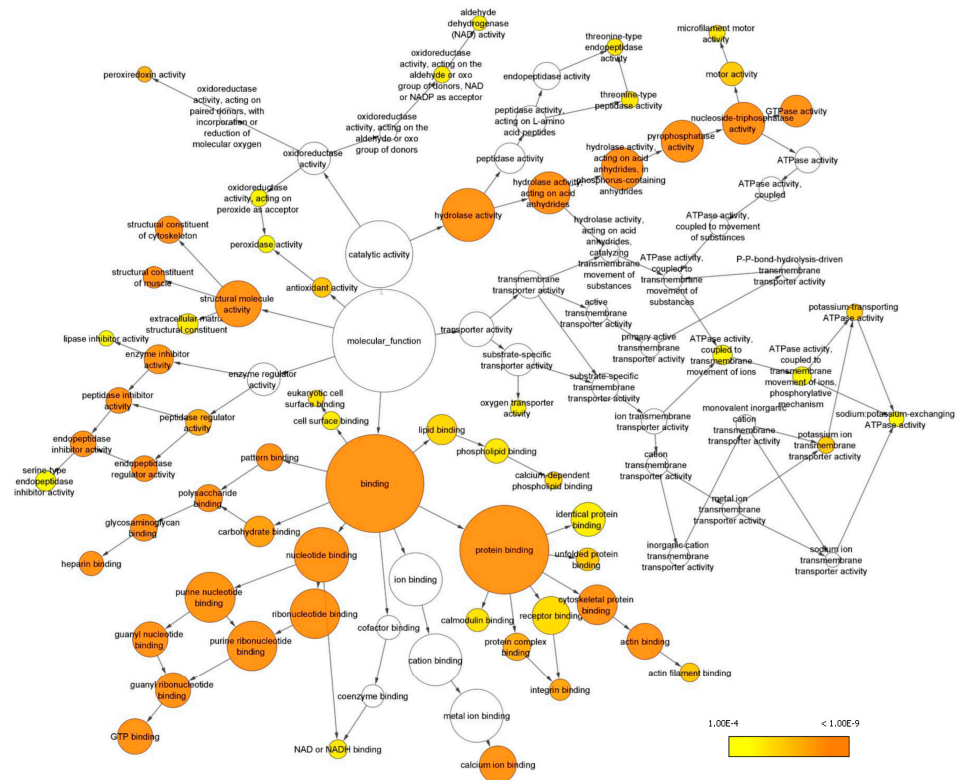 aldehyde
dehydrogenase
(NAD) activity
oxidoreductase
activity, acting on the
aldehyde or oxo
group of donors, NAD
or NADP as acceptor
peroxiredoxin activity
oxidoreductase
activity, acting on
paired donors, with
incorporation or
reduction of
molecular oxygen
oxidoreductase
activity, acting on the
aldehyde or oxo
group of donors
oxidoreductase
activity
threonine-type
endopeptidase
activity
endopeptidase activity
threonine-type
peptidase activity
peptidase activity,
acting on L-amino
acid peptides
peptidase activity
microfilament motor
activity
motor activity
GTPase activity
nucleoside-triphosphatase
activity
pyrophosphatase
activity
hydrolase activity,
acting on acid
anhydrides, in
phosphorus-containing
anhydrides
hydrolase activity,
acting on acid
anhydrides
hydrolase activity
ATPase activity
ATPase activity,
coupled
ATPase activity,
coupled to movement
of substances
oxidoreductase
activity, acting on
peroxide as acceptor
peroxidase activity
catalytic activity
antioxidant activity
structural constituent
of cytoskeleton
structural constituent
of muscle
structural molecule
activity
extracellular matrix
structural constituent
hydrolase activity,
acting on acid
anhydrides,
catalyzing
transmembrane
movement of
substances
ATPase activity,
coupled to
transmembrane
movement of
substances
P-P-bond-hydrolysis-driven
transmembrane
transporter activity
transmembrane
transporter activity
active
transmembrane
transporter activity
primary active
transmembrane
transporter activity
potassium-transporting
ATPase activity
lipase inhibitor activity
enzyme inhibitor
activity
enzyme regulator
activity
molecular_function
transporter activity
substrate-specific
transporter activity
substrate-specific
transmembrane
transporter activity
ATPase activity,
coupled to
transmembrane
movement of ions
ATPase activity,
coupled to
transmembrane
movement of ions,
phosphorylative
mechanism
sodium:potassium-exchanging
ATPase activity
peptidase inhibitor
activity
peptidase regulator
activity
endopeptidase
inhibitor activity
endopeptidase
regulator activity
serine-type
endopeptidase
inhibitor activity
eukaryotic cell
surface binding
cell surface binding
oxygen transporter
activity
ion transmembrane
transporter activity
monovalent inorganic
cation
transmembrane
transporter activity
potassium ion
transmembrane
transporter activity
lipid binding
phospholipid binding
calcium-dependent
phospholipid binding
cation
transmembrane
transporter activity
metal ion
transmembrane
transporter activity
inorganic cation
transmembrane
transporter activity
sodium ion
transmembrane
transporter activity
pattern binding
binding
polysaccharide
binding
glycosaminoglycan
binding
carbohydrate binding
heparin binding
identical protein
binding
protein binding
unfolded protein
binding
nucleotide binding
ion binding
purine nucleotide
binding
ribonucleotide binding
cofactor binding
calmodulin binding
receptor binding
cytoskeletal protein
binding
guanyl nucleotide
binding
purine ribonucleotide
binding
protein complex
binding
actin binding
cation binding
guanyl ribonucleotide
binding
coenzyme binding
integrin binding
actin filament binding
metal ion binding
GTP binding
NAD or NADH binding
calcium ion binding
1.00E-4
< 1.00E-9